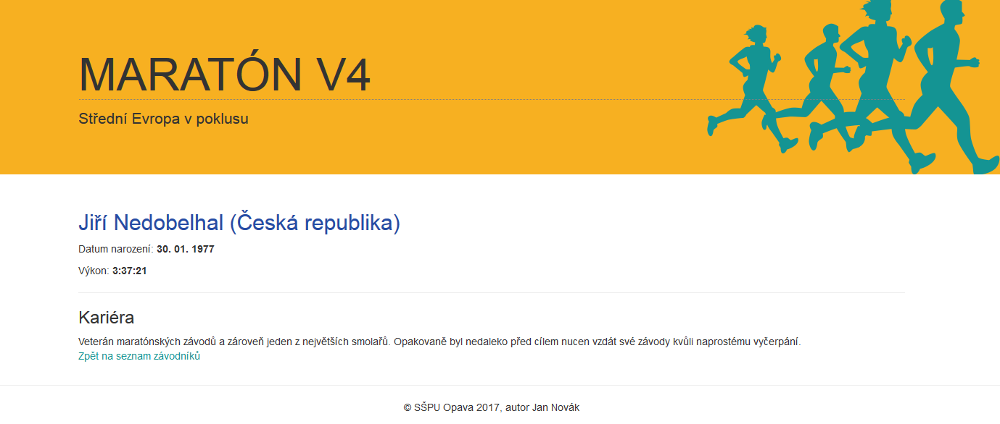 MARATÓN V4
Střední Evropa v poklusu
Jiří Nedobelhal (Česká republika)
Datum narození: 30. 01. 1977
Výkon: 3:37:21
Kariéra
Veterán maratónských závodů a zároveň jeden z největších smolařů. Opakovaně byl nedaleko před cílem nucen vzdát své závody kvůli naprostému vyčerpání.
Zpět na seznam závodníků
© SŠPU Opava 2017, autor Jan Novák